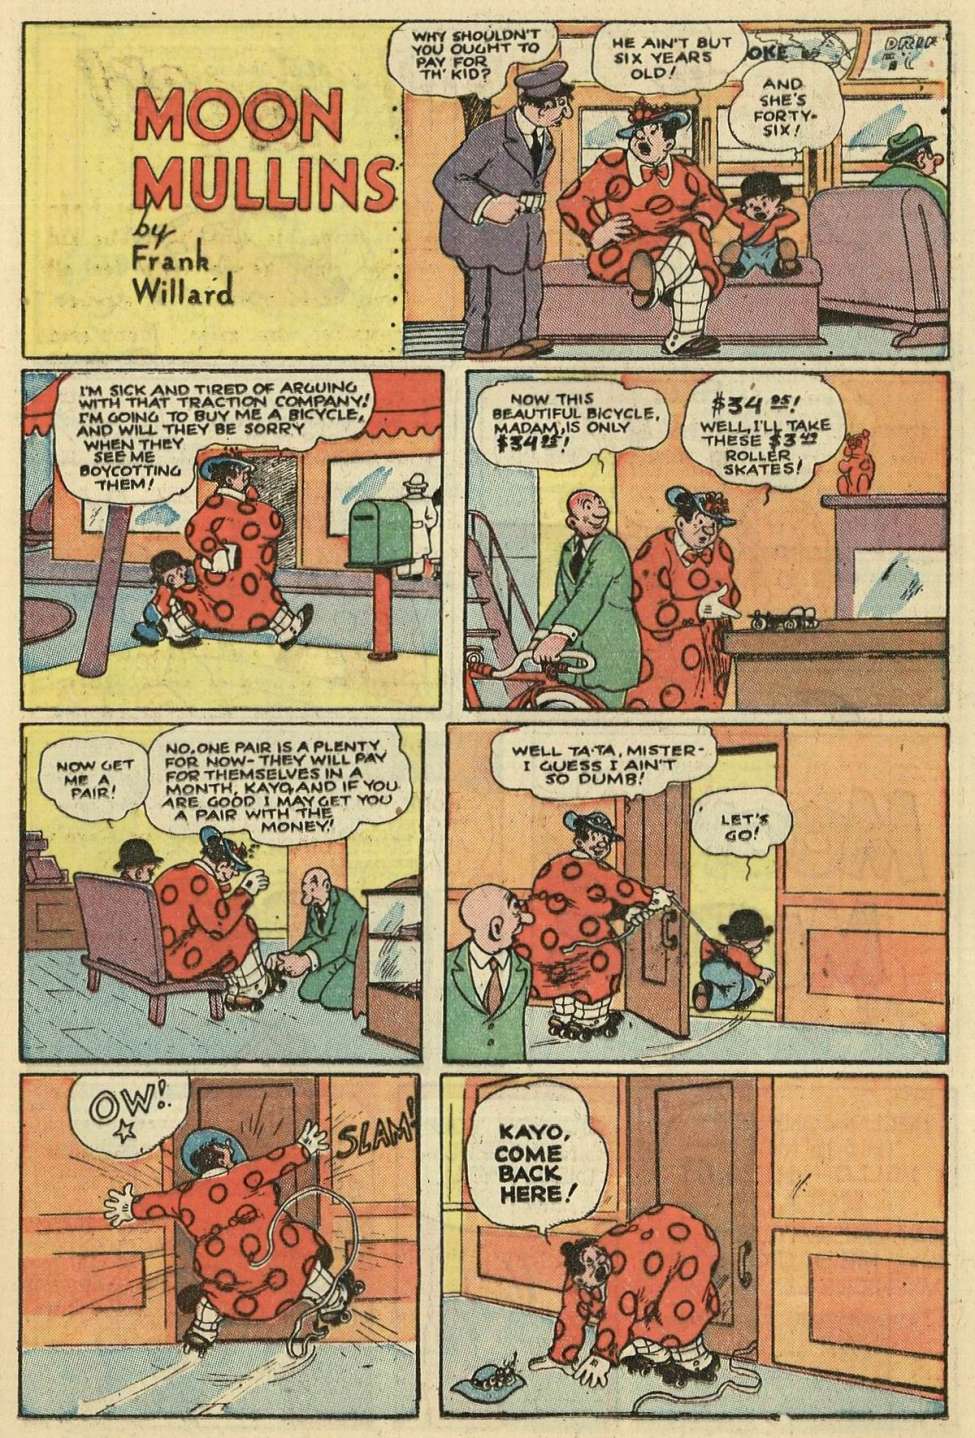 MOON
MULLINS
by
Frank
Willard
WHY SHOULDN'T
YOU OUGHT TO
PAY FOR
TH' KID?
HE AIN'T BUT
SIX YEARS
OLD!
AND
SHE'S
FORTY-
SIX!
OKE
DRIF
I'M SICK AND TIRED OF ARGUING
WITH THAT TRACTION COMPANY!
I'M GOING TO BUY ME A BICYCLE,
AND WILL THEY BE SORRY
WHEN THEY
SEE ME
BOYCOTTING
THEM!
NOW THIS
BEAUTIFUL BICYCLE,
MADAM, IS ONLY
$34 95!
$34 95!
WELL, I'LL TAKE
THESE $3 49
ROLLER
SKATES!
NOW GET
ME A
PAIR!
NO, ONE PAIR IS A PLENTY
FOR NOW- THEY WILL PAY
FOR THEMSELVES IN A
MONTH, KAYO, AND IF YOU
ARE GOOD I MAY GET YOU
A PAIR WITH THE
MONEY!
WELL TA-TA, MISTER-
I GUESS I AIN'T
SO DUMB!
LET'S
GO!
OW!
SLAM!
KAYO,
COME
BACK
HERE!